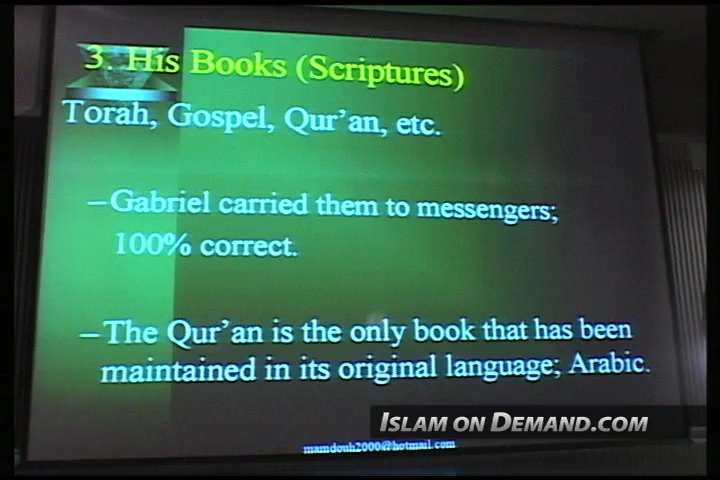 3. His Books (Scriptures)
Torah, Gospel, Qur’an, etc.
–Gabriel carried them to messengers;
100% correct.
–The Qur’an is the only book that has been
maintained in its original language; Arabic.
ISLAM ON DEMAND.COM
mamdouh2000@hotmail.com